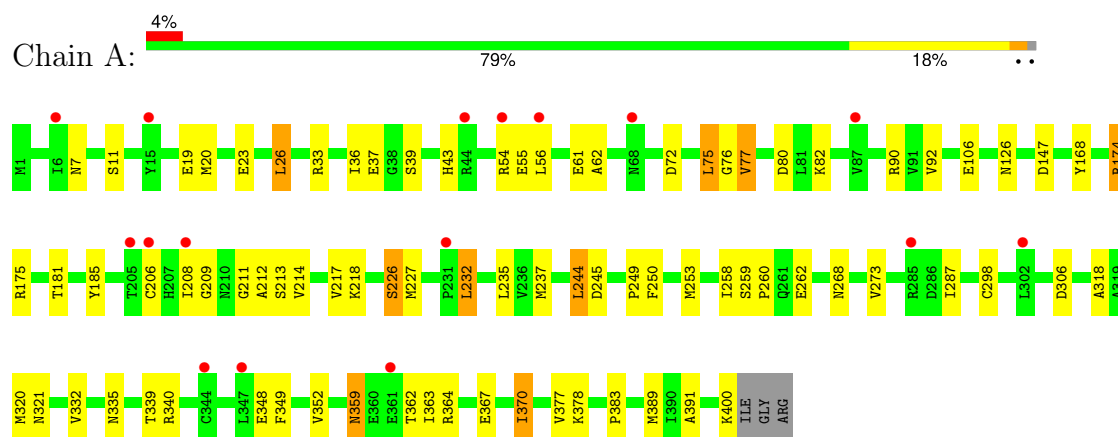 4%
Chain A:
79% 18% • •
M1 I6 N7 S11 Y15 E19 M20 E23 L26 R33 I36 E37 G38 S39 H43 R44 R54 E55 L56 E61 A62 N68 D72 L75 G76 V77 D80 L81 K82 V87 R90 V91 V92 E106 N126 D147 Y168 R174
R175 T181 Y185 T205 C206 H207 I208 G209 N210 G211 A212 S213 V214 V217 K218 S226 M227 P231 L232 L235 V236 M237 L244 D245 P249 F250 M253 I258 S259 P260 Q261 E262 N268 V273 R285 D286 I287 C298 L302 D306 A318 A319
M320 N321 V332 N335 T339 R340 C344 L347 E348 F349 V352 N359 E360 E361 T362 I363 R364 E367 I370 V377 K378 P383 M389 I390 A391 K400 ILE GLY ARG